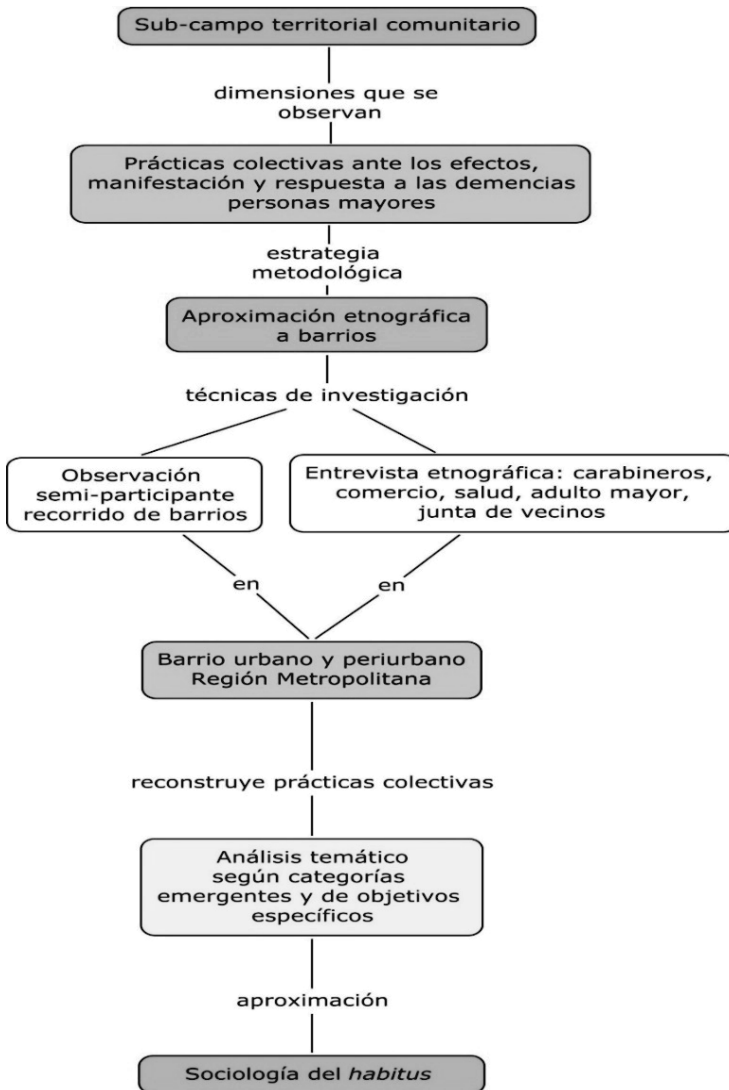 Sub-campo territorial comunitario
dimensiones que se
observan
Prácticas colectivas ante los efectos,
manifestación y respuesta a las demencias
personas mayores
estrategia
metodológica
Aproximación etnográfica
a barrios
técnicas de investigación
Observación
semi-participante
recorrido de barrios
Entrevista etnográfica: carabineros,
comercio, salud, adulto mayor,
junta de vecinos
en
en
Barrio urbano y periurbano
Región Metropolitana
reconstruye prácticas colectivas
Análisis temático
según categorías
emergentes y de objetivos
específicos
aproximación
Sociología del habitus